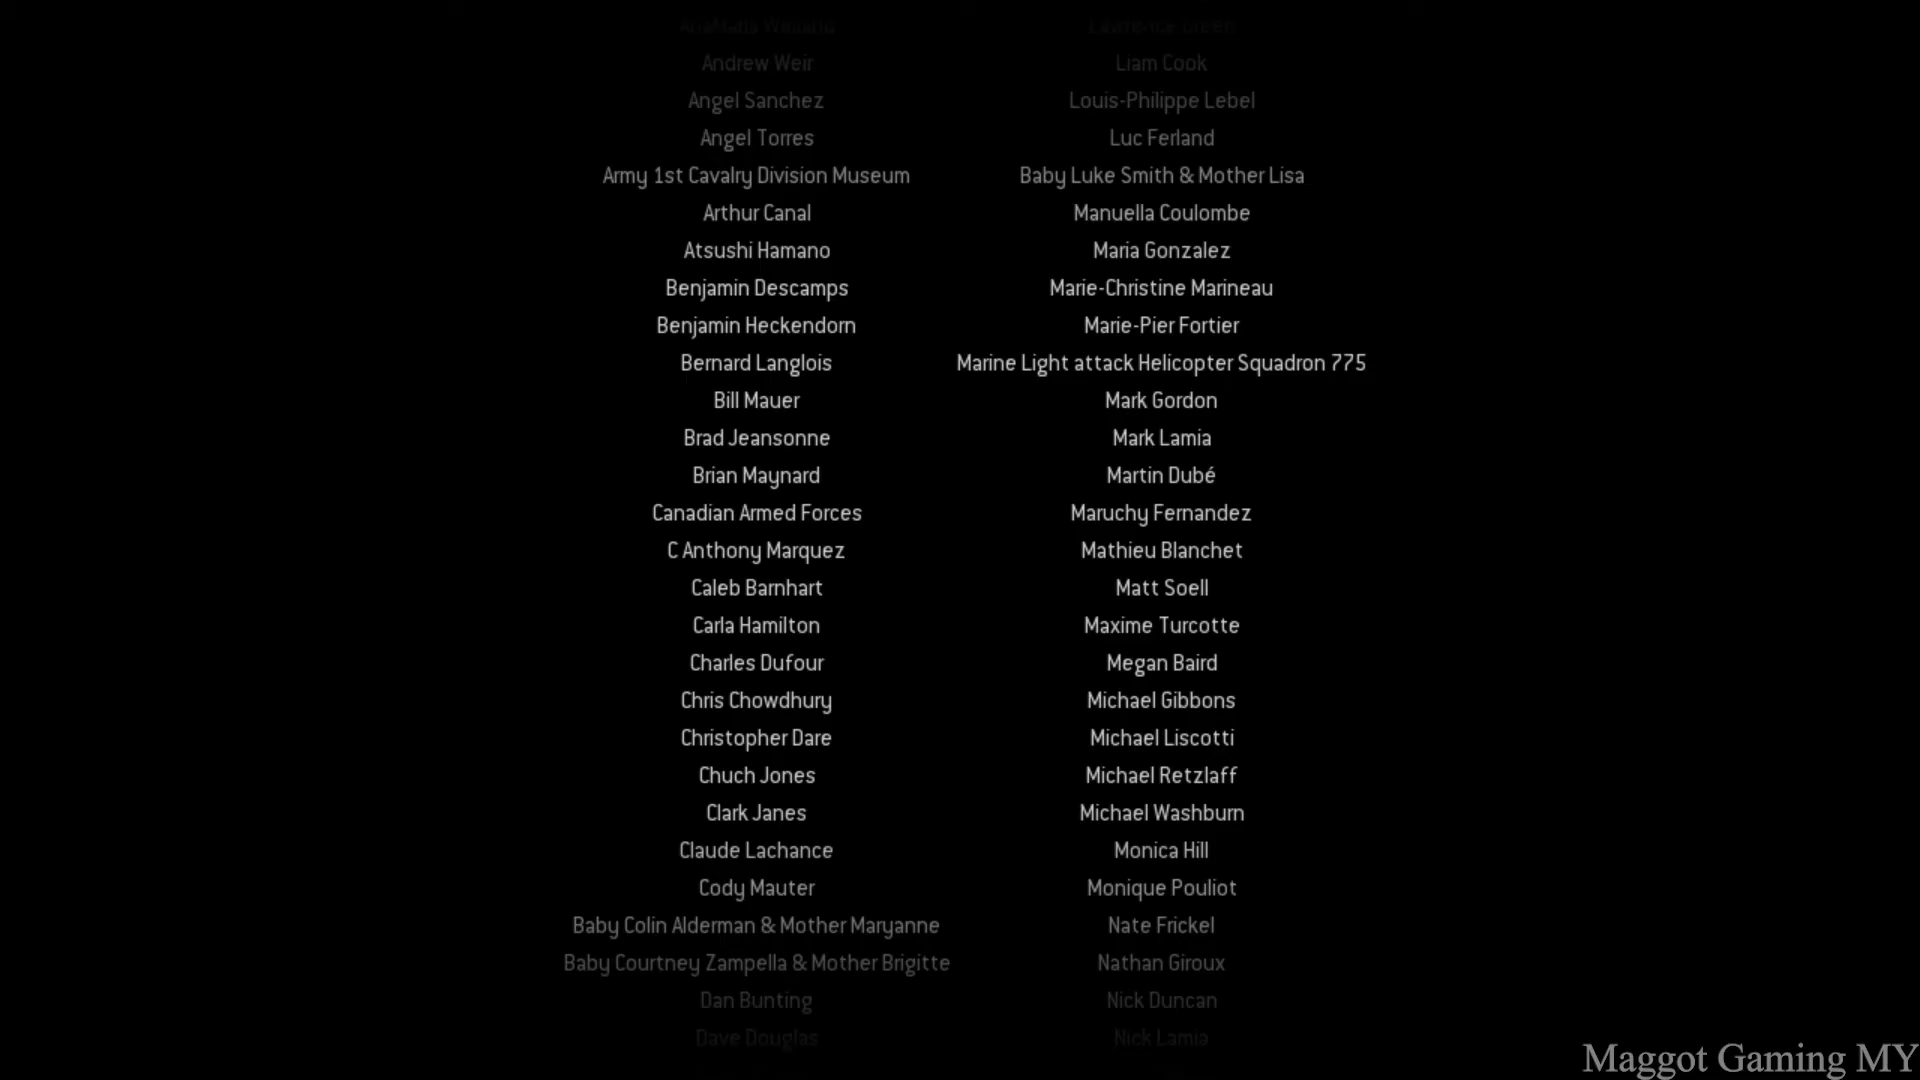 Andrew Weir
Angel Sanchez
Angel Torres
Army 1st Cavalry Division Museum
Arthur Canal
Atsushi Hamano
Benjamin Descamps
Benjamin Heckendorn
Bernard Langlois
Bill Mauer
Brad Jeansonne
Brian Maynard
Canadian Armed Forces
C Anthony Marquez
Caleb Barnhart
Carla Hamilton
Charles Dufour
Chris Chowdhury
Christopher Dare
Chuch Jones
Clark Janes
Claude Lachance
Cody Mauter
Baby Colin Alderman & Mother Maryanne
Baby Courtney Zampella & Mother Brigitte
Dan Bunting
Dave Douglas
Liam Cook
Louis-Philippe Lebel
Luc Ferland
Baby Luke Smith & Mother Lisa
Manuella Coulombe
Maria Gonzalez
Marie-Christine Marineau
Marie-Pier Fortier
Marine Light attack Helicopter Squadron 775
Mark Gordon
Mark Lamia
Martin Dubé
Maruchy Fernandez
Mathieu Blanchet
Matt Soell
Maxime Turcotte
Megan Baird
Michael Gibbons
Michael Liscotti
Michael Retzlaff
Michael Washburn
Monica Hill
Monique Pouliot
Nate Frickel
Nathan Giroux
Nick Duncan
Nick Lamia
Maggot Gaming MY